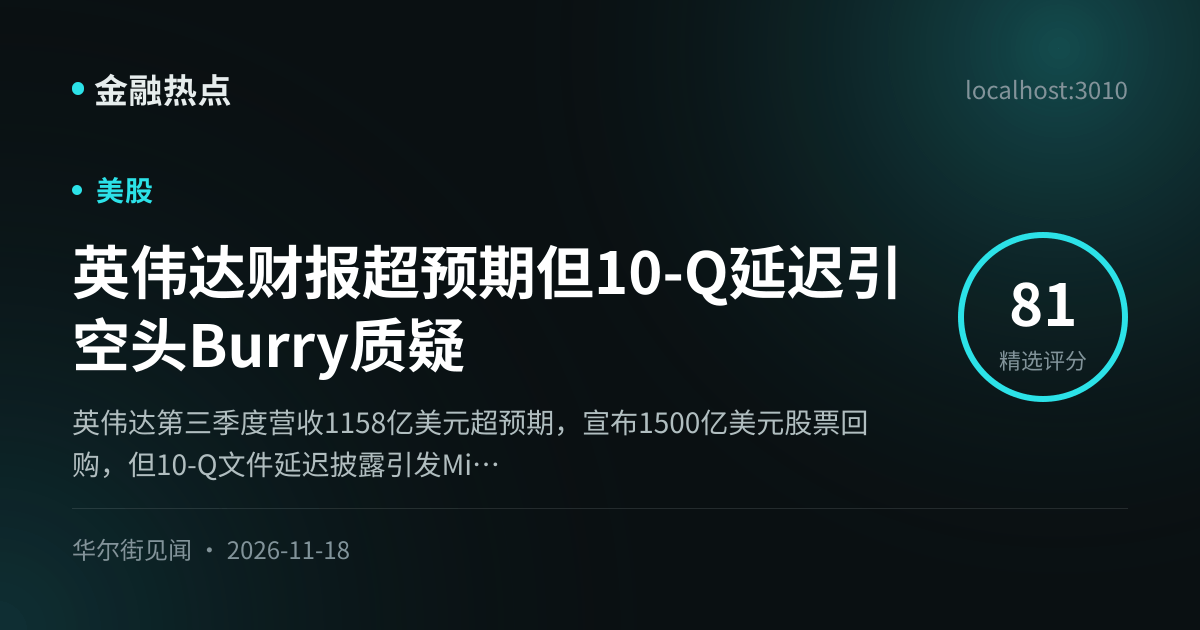 金融热点
localhost:3010
美股
英伟达财报超预期但10-Q延迟引
空头Burry质疑
81
精选评分
英伟达第三季度营收1158亿美元超预期，宣布1500亿美元股票回
购，但10-Q文件延迟披露引发Mi…
华尔街见闻 · 2026-11-18